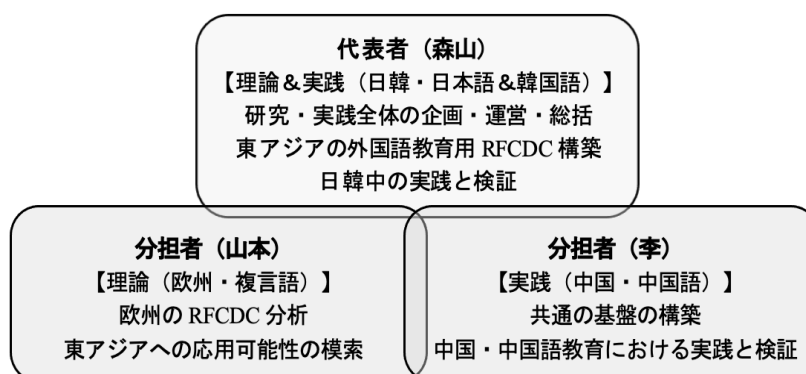 代表者（森山）
【理論＆実践（日韓・日本語＆韓国語）】
研究・実践全体の企画・運営・総括
東アジアの外国語教育用 RFCDC 構築
日韓中の実践と検証
分担者（山本）
【理論（欧州・複言語）】
欧州の RFCDC 分析
東アジアへの応用可能性の模索
分担者（李）
【実践（中国・中国語）】
共通の基盤の構築
中国・中国語教育における実践と検証